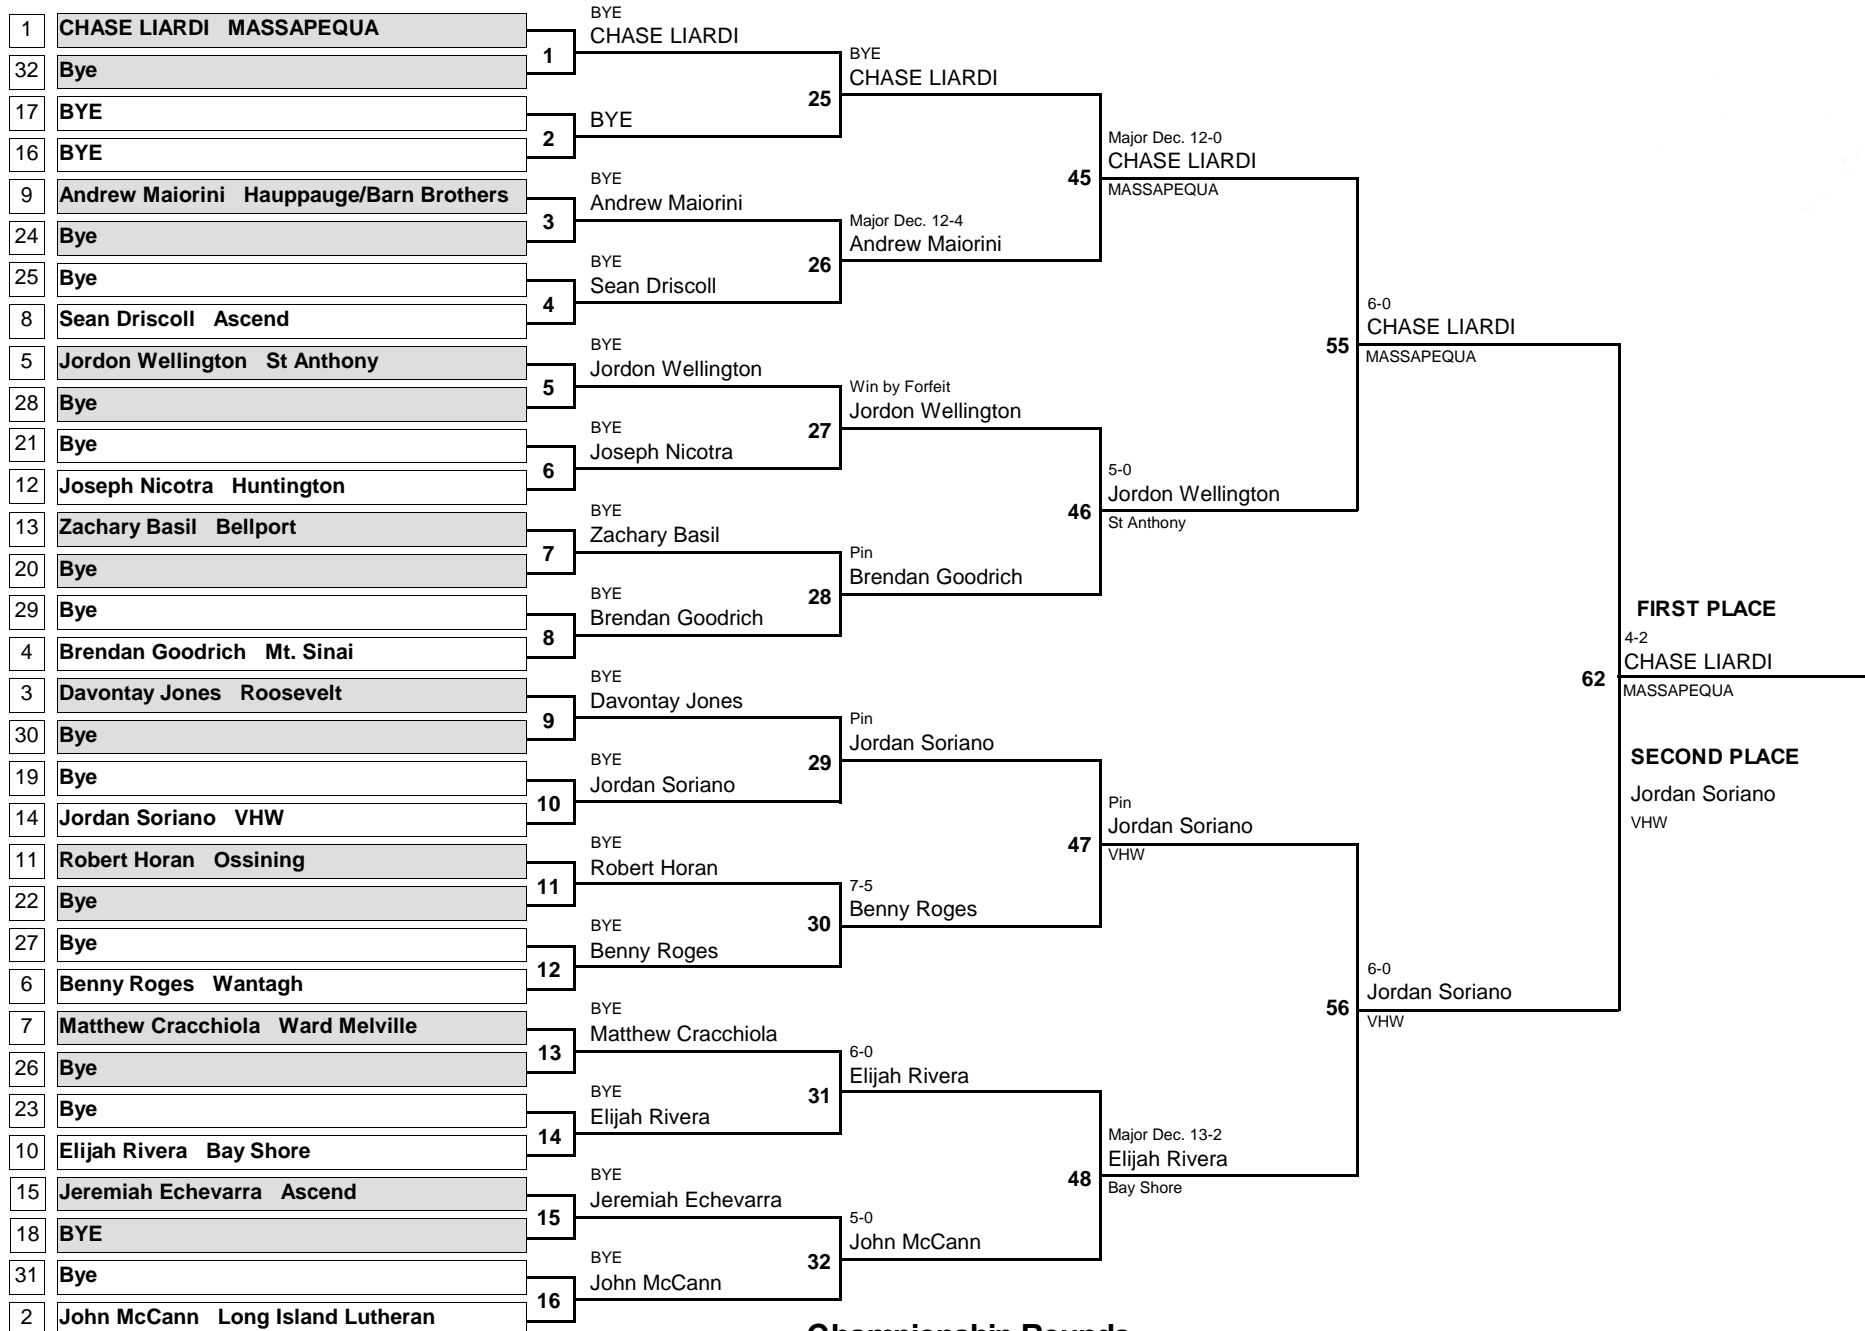 1 CHASE LIARDI MASSAPEQUA
32 Bye
17 BYE
16 BYE
9 Andrew Maiorini Hauppauge/Barn Brothers
24 Bye
25 Bye
8 Sean Driscoll Ascend
5 Jordon Wellington St Anthony
28 Bye
21 Bye
12 Joseph Nicotra Huntington
13 Zachary Basil Bellport
20 Bye
29 Bye
4 Brendan Goodrich Mt. Sinai
3 Davontay Jones Roosevelt
30 Bye
19 Bye
14 Jordan Soriano VHW
11 Robert Horan Ossining
22 Bye
27 Bye
6 Benny Roges Wantagh
7 Matthew Cracchiola Ward Melville
26 Bye
23 Bye
10 Elijah Rivera Bay Shore
15 Jeremiah Echevarra Ascend
18 BYE
31 Bye
2 John McCann Long Island Lutheran
BYE
CHASE LIARDI
1
BYE
2
BYE
Andrew Maiorini
3
BYE
Sean Driscoll
4
BYE
Jordon Wellington
5
BYE
Joseph Nicotra
6
BYE
Zachary Basil
7
BYE
Brendan Goodrich
8
BYE
Davontay Jones
9
BYE
Jordan Soriano
10
BYE
Robert Horan
11
BYE
Benny Roges
12
BYE
Matthew Cracchiola
13
BYE
Elijah Rivera
14
BYE
Jeremiah Echevarra
15
BYE
John McCann
16
BYE
CHASE LIARDI
25
Major Dec. 12-4
Andrew Maiorini
26
Win by Forfeit
Jordon Wellington
27
Pin
Brendan Goodrich
28
Pin
Jordan Soriano
29
7-5
Benny Roges
30
6-0
Elijah Rivera
31
5-0
John McCann
32
Major Dec. 12-0
CHASE LIARDI
45
MASSAPEQUA
5-0
Jordon Wellington
46
St Anthony
Pin
Jordan Soriano
47
VHW
Major Dec. 13-2
Elijah Rivera
48
Bay Shore
6-0
CHASE LIARDI
55
MASSAPEQUA
6-0
Jordan Soriano
56
VHW
FIRST PLACE
4-2
CHASE LIARDI
62
MASSAPEQUA
SECOND PLACE
Jordan Soriano
VHW
Championship Rounds